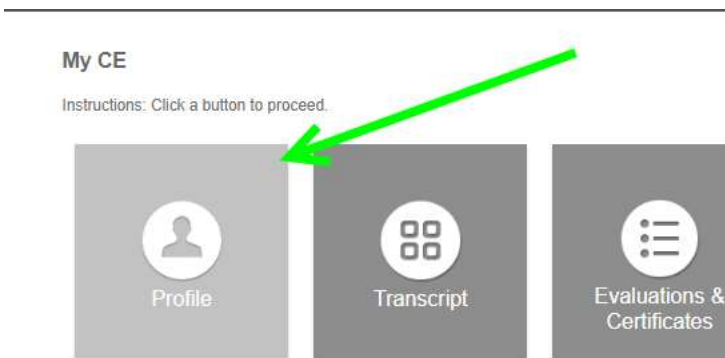 My CE
Instructions: Click a button to proceed.
Profile
Transcript
Evaluations &
Certificates